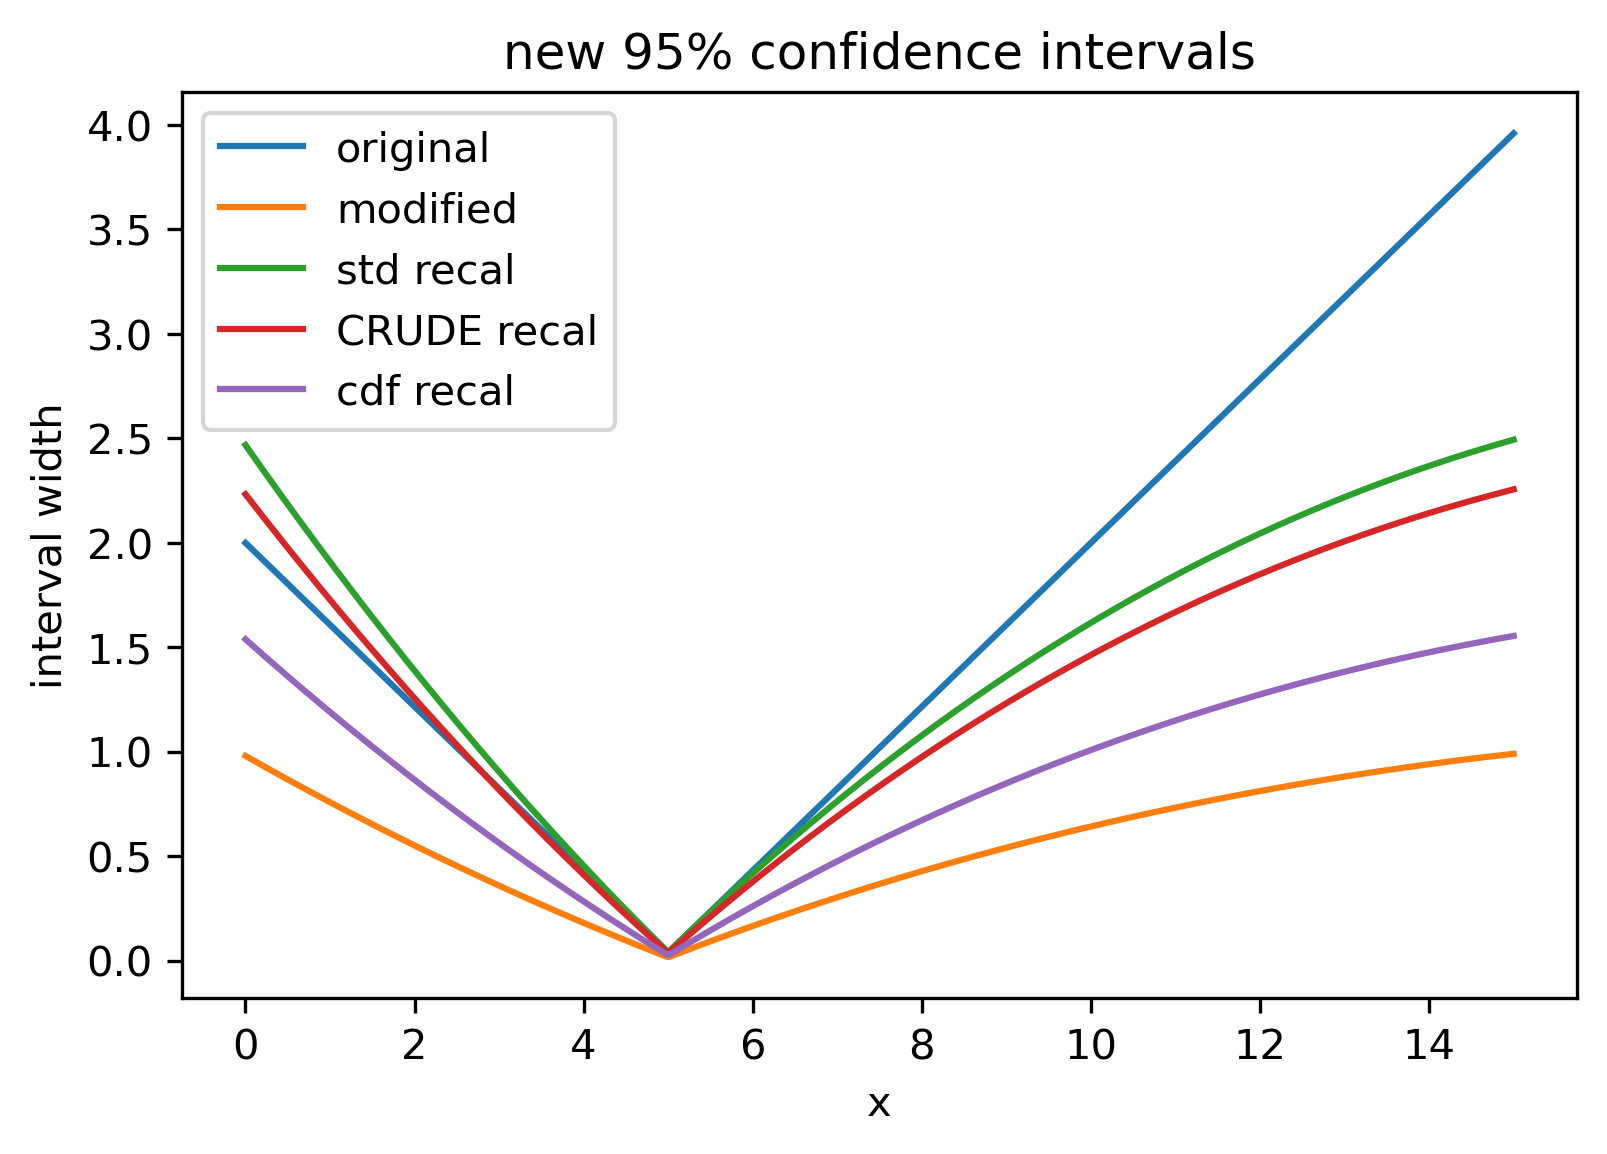 new 95% confidence intervals
4.0
3.5
3.0
2.5
2.0
1.5
1.0
0.5
0.0
interval width
original
modified
std recal
CRUDE recal
cdf recal
0 2 4 6 8 10 12 14
x